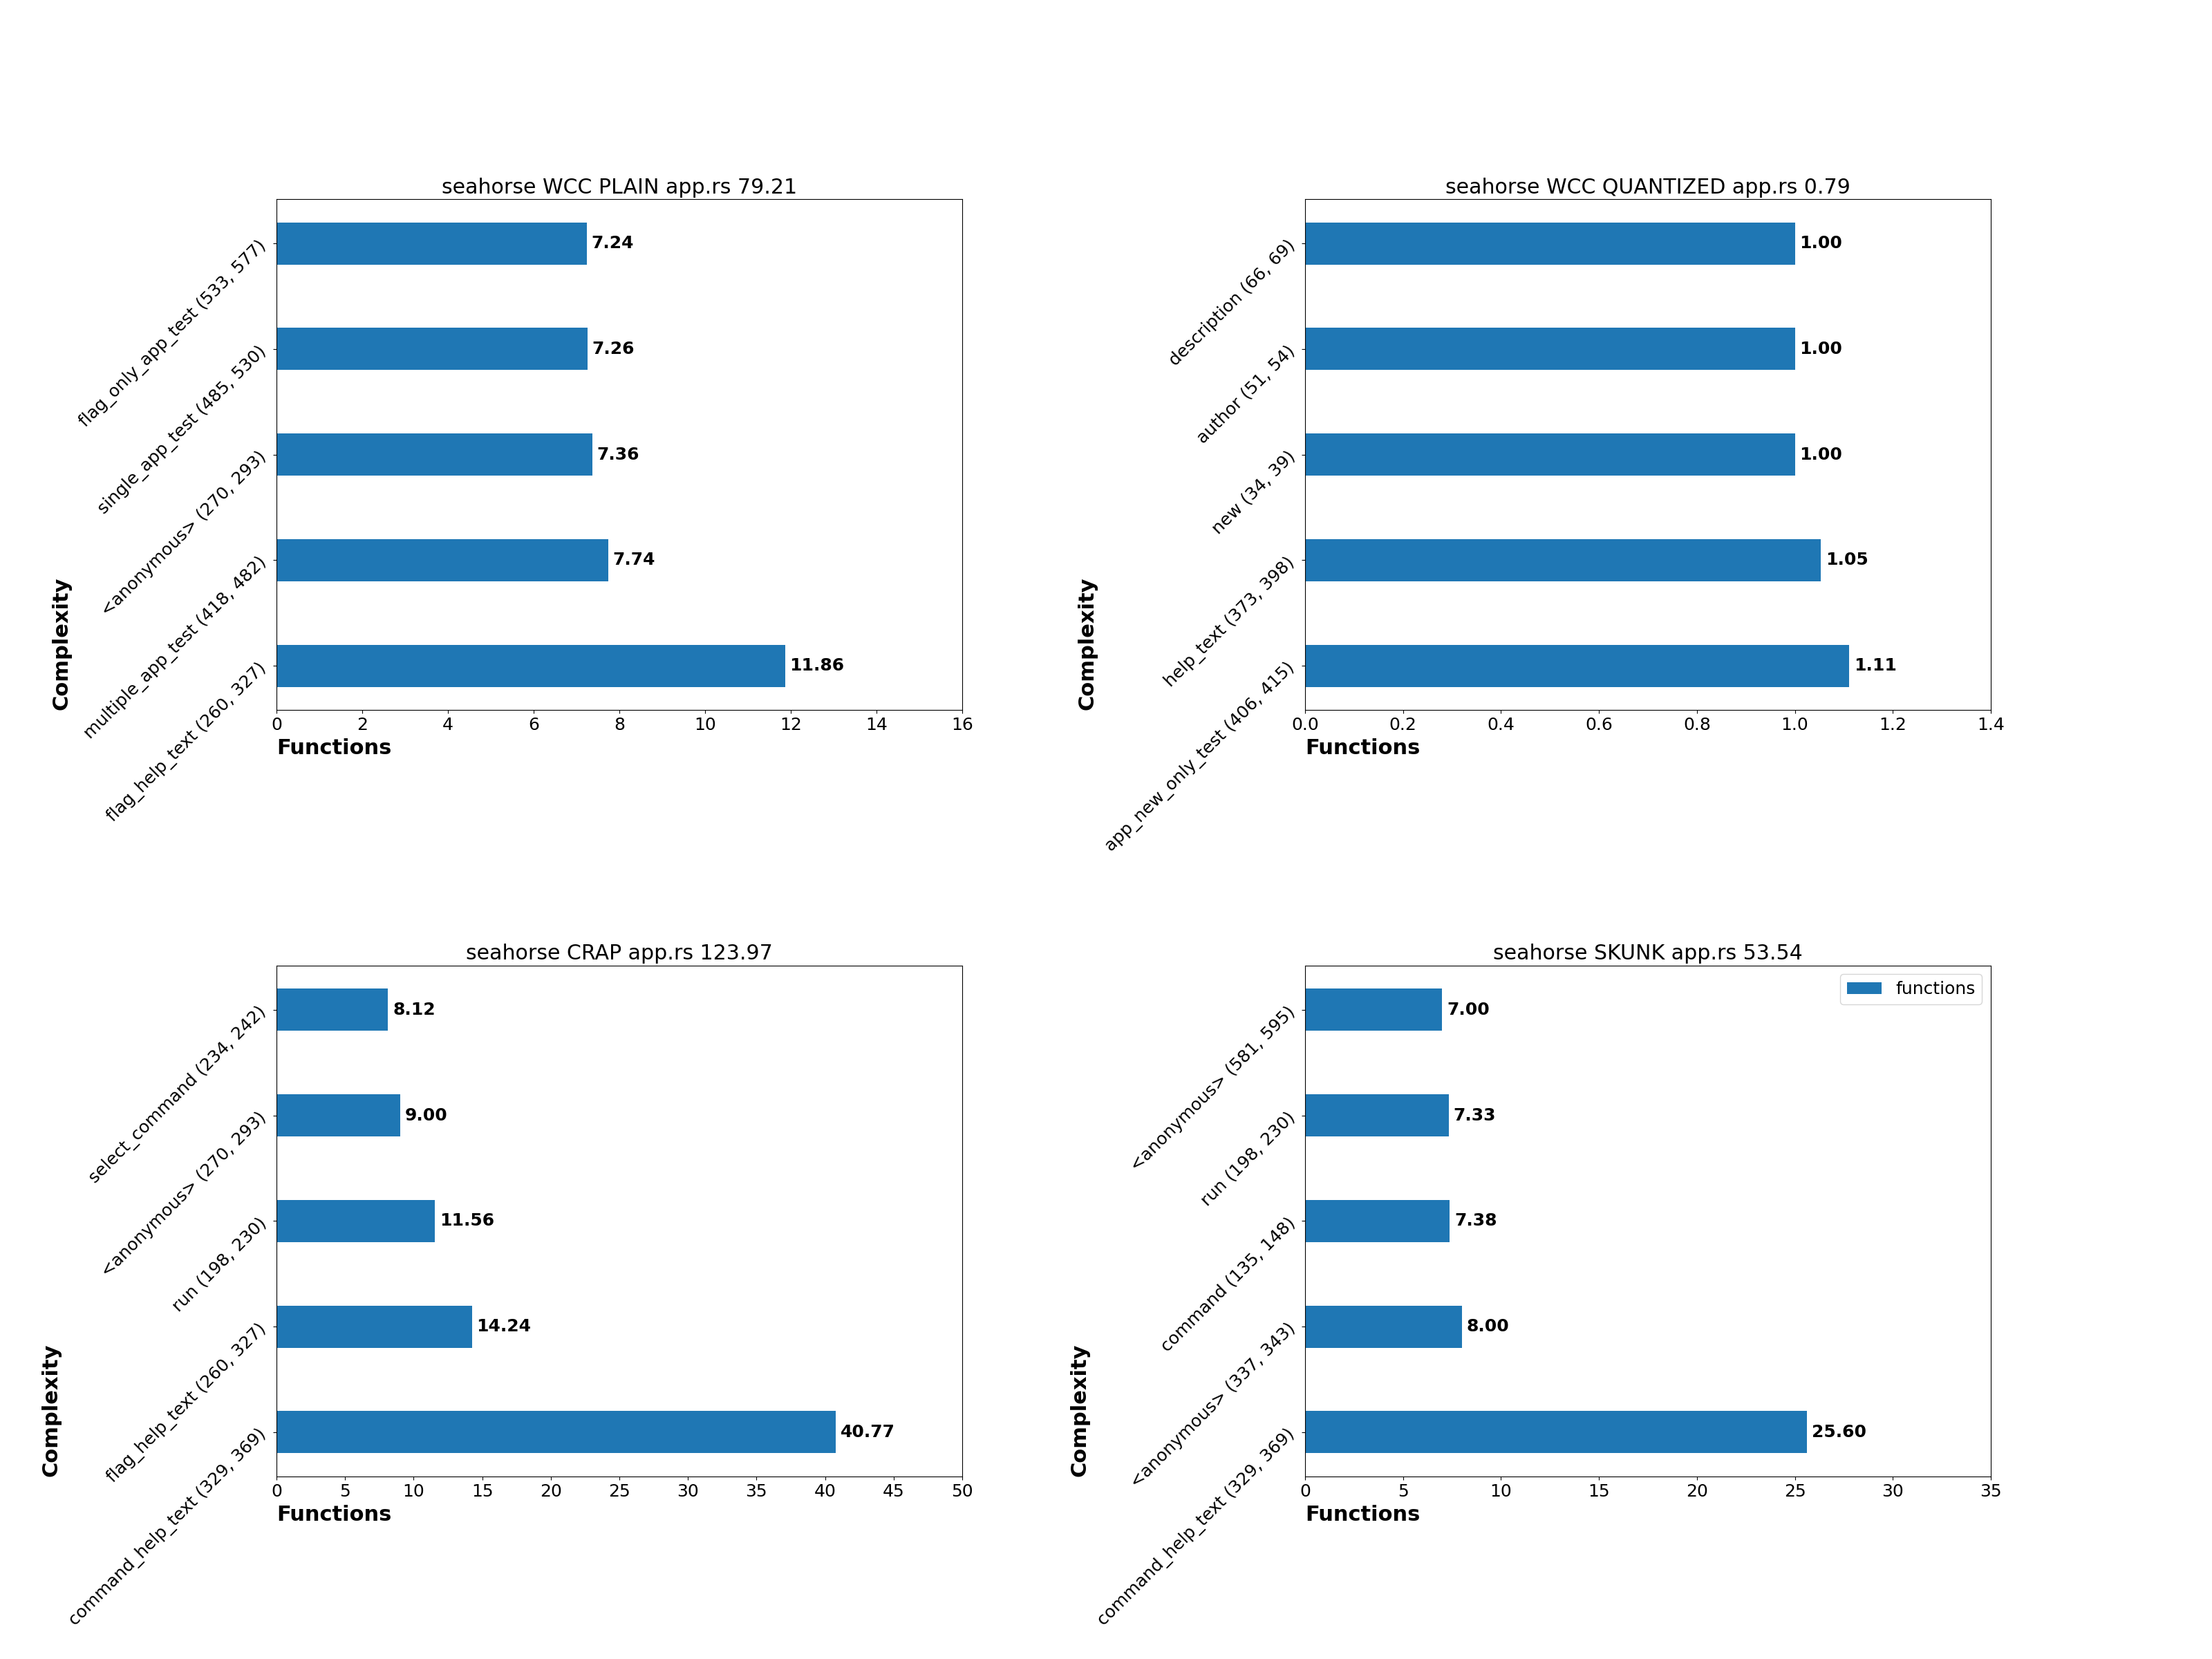 seahorse WCC PLAIN app.rs 79.21
Complexity
flag_only_app_test (533, 577)
7.24
single_app_test (485, 530)
7.26
<anonymous> (270, 293)
7.36
multiple_app_test (418, 482)
7.74
flag_help_text (260, 327)
11.86
0 2 4 6 8 10 12 14 16
Functions
seahorse WCC QUANTIZED app.rs 0.79
Complexity
description (66, 69)
1.00
author (51, 54)
1.00
new (34, 39)
1.00
help_text (373, 398)
1.05
app_new_only_test (406, 415)
1.11
0.0 0.2 0.4 0.6 0.8 1.0 1.2 1.4
Functions
seahorse CRAP app.rs 123.97
Complexity
select_command (234, 242)
8.12
<anonymous> (270, 293)
9.00
run (198, 230)
11.56
flag_help_text (260, 327)
14.24
command_help_text (329, 369)
40.77
0 5 10 15 20 25 30 35 40 45 50
Functions
seahorse SKUNK app.rs 53.54
functions
Complexity
<anonymous> (581, 595)
7.00
run (198, 230)
7.33
command (135, 148)
7.38
<anonymous> (337, 343)
8.00
command_help_text (329, 369)
25.60
0 5 10 15 20 25 30 35
Functions